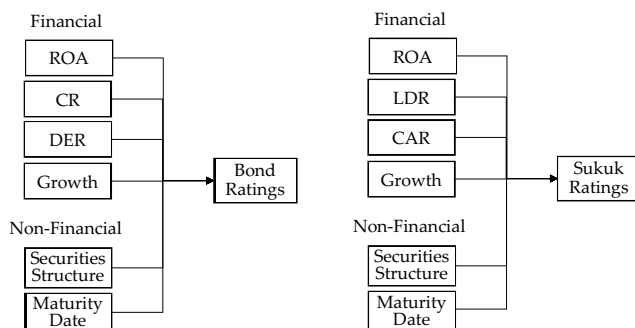 Financial
ROA
CR
DER
Growth
Bond
Ratings
Non-Financial
Securities
Structure
Maturity
Date
Financial
ROA
LDR
CAR
Growth
Sukuk
Ratings
Non-Financial
Securities
Structure
Maturity
Date